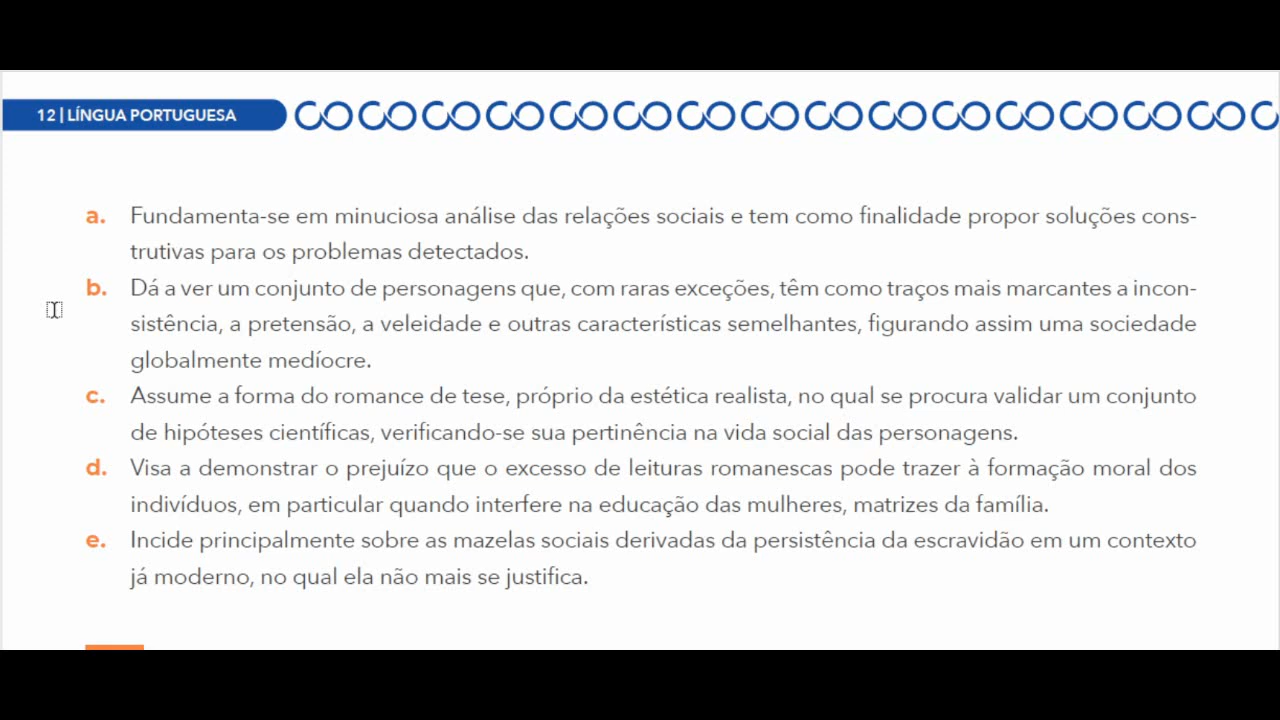 12 | LÍNGUA PORTUGUESA
a. Fundamenta-se em minuciosa análise das relações sociais e tem como finalidade propor soluções cons-
trutivas para os problemas detectados.
b. Dá a ver um conjunto de personagens que, com raras exceções, têm como traços mais marcantes a incon-
sistência, a pretensão, a veleidade e outras características semelhantes, figurando assim uma sociedade
globalmente medíocre.
c. Assume a forma do romance de tese, próprio da estética realista, no qual se procura validar um conjunto
de hipóteses científicas, verificando-se sua pertinência na vida social das personagens.
d. Visa a demonstrar o prejuízo que o excesso de leituras romanescas pode trazer à formação moral dos
indivíduos, em particular quando interfere na educação das mulheres, matrizes da família.
e. Incide principalmente sobre as mazelas sociais derivadas da persistência da escravidão em um contexto
já moderno, no qual ela não mais se justifica.